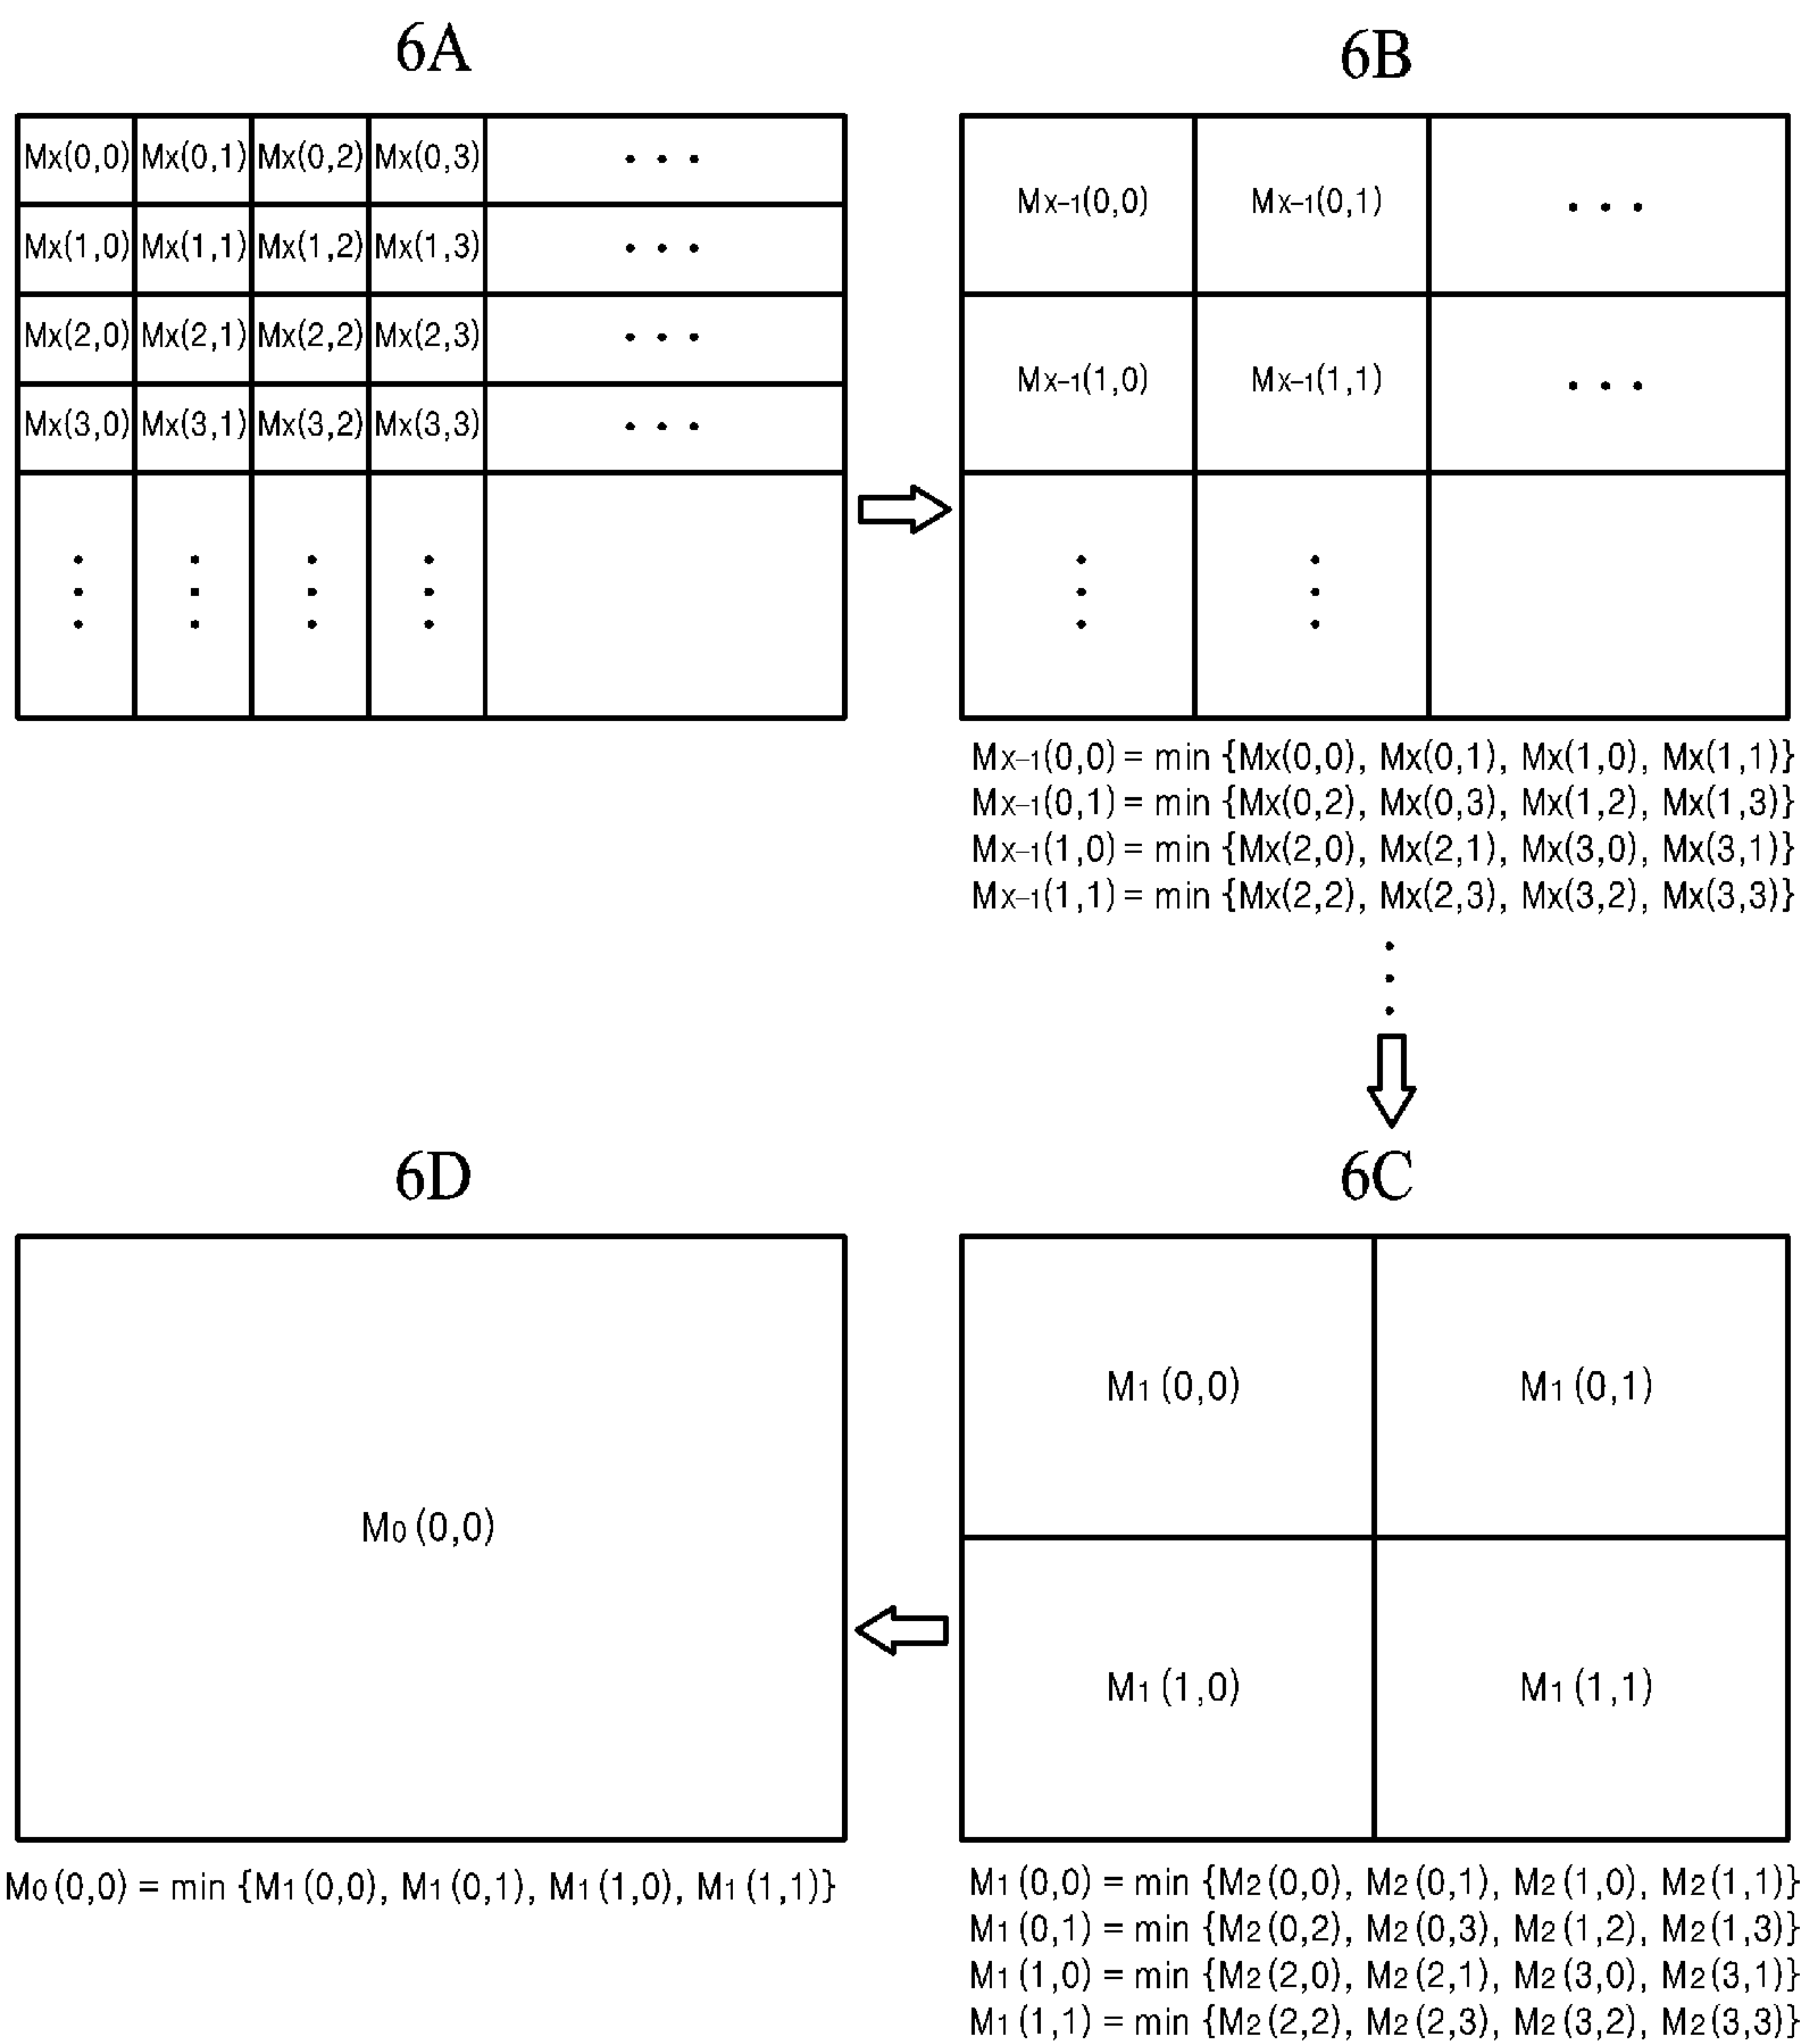 6A
Mx(0,0) Mx(0,1) Mx(0,2) Mx(0,3) • • •
Mx(1,0) Mx(1,1) Mx(1,2) Mx(1,3) • • •
Mx(2,0) Mx(2,1) Mx(2,2) Mx(2,3) • • •
Mx(3,0) Mx(3,1) Mx(3,2) Mx(3,3) • • •
6B
Mx-1(0,0) Mx-1(0,1) • • •
Mx-1(1,0) Mx-1(1,1) • • •
Mx-1(0,0) = min {Mx(0,0), Mx(0,1), Mx(1,0), Mx(1,1)}
Mx-1(0,1) = min {Mx(0,2), Mx(0,3), Mx(1,2), Mx(1,3)}
Mx-1(1,0) = min {Mx(2,0), Mx(2,1), Mx(3,0), Mx(3,1)}
Mx-1(1,1) = min {Mx(2,2), Mx(2,3), Mx(3,2), Mx(3,3)}
6C
M1 (0,0) M1 (0,1)
M1 (1,0) M1 (1,1)
M1 (0,0) = min {M2 (0,0), M2 (0,1), M2 (1,0), M2 (1,1)}
M1 (0,1) = min {M2 (0,2), M2 (0,3), M2 (1,2), M2 (1,3)}
M1 (1,0) = min {M2 (2,0), M2 (2,1), M2 (3,0), M2 (3,1)}
M1 (1,1) = min {M2 (2,2), M2 (2,3), M2 (3,2), M2 (3,3)}
6D
M0 (0,0)
M0 (0,0) = min {M1 (0,0), M1 (0,1), M1 (1,0), M1 (1,1)}